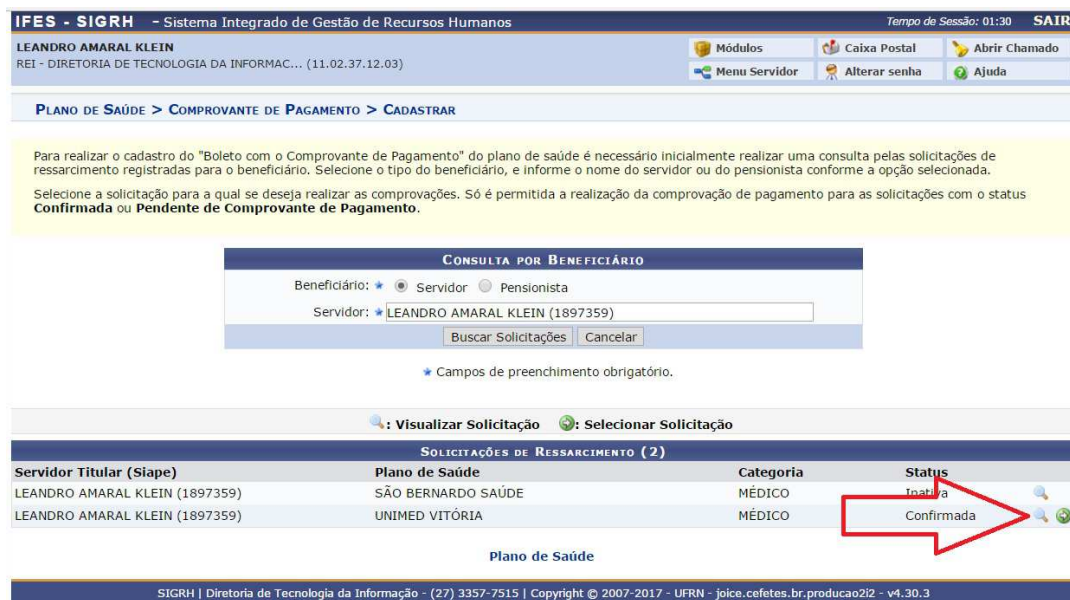 IFES - SIGRH - Sistema Integrado de Gestão de Recursos Humanos Tempo de Sessão: 01:30 SAIR
LEANDRO AMARAL KLEIN Módulos Caixa Postal Abrir Chamado
REI - DIRETORIA DE TECNOLOGIA DA INFORMAC... (11.02.37.12.03) Menu Servidor Alterar senha Ajuda
PLANO DE SAÚDE > COMPROVANTE DE PAGAMENTO > CADASTRAR
Para realizar o cadastro do "Boleto com o Comprovante de Pagamento" do plano de saúde é necessário inicialmente realizar uma consulta pelas solicitações de
ressarcimento registradas para o beneficiário. Selecione o tipo do beneficiário, e informe o nome do servidor ou do pensionista conforme a opção selecionada.
Selecione a solicitação para a qual se deseja realizar as comprovações. Só é permitida a realização da comprovação de pagamento para as solicitações com o status
Confirmada ou Pendente de Comprovante de Pagamento.
CONSULTA POR BENEFICIÁRIO
Beneficiário: Servidor Pensionista
Servidor: LEANDRO AMARAL KLEIN (1897359)
Buscar Solicitações Cancelar
Campos de preenchimento obrigatório.
: Visualizar Solicitação : Selecionar Solicitação
SOLICITAÇÕES DE RESSARCIMENTO (2)
Servidor Titular (Siape) Plano de Saúde Categoria Status
LEANDRO AMARAL KLEIN (1897359) SÃO BERNARDO SAÚDE MÉDICO Inativa
LEANDRO AMARAL KLEIN (1897359) UNIMED VITÓRIA MÉDICO Confirmada
Plano de Saúde
SIGRH | Diretoria de Tecnologia da Informação - (27) 3357-7515 | Copyright © 2007-2017 - UFRN - joice.cefetes.br.producao2i2 - v4.30.3